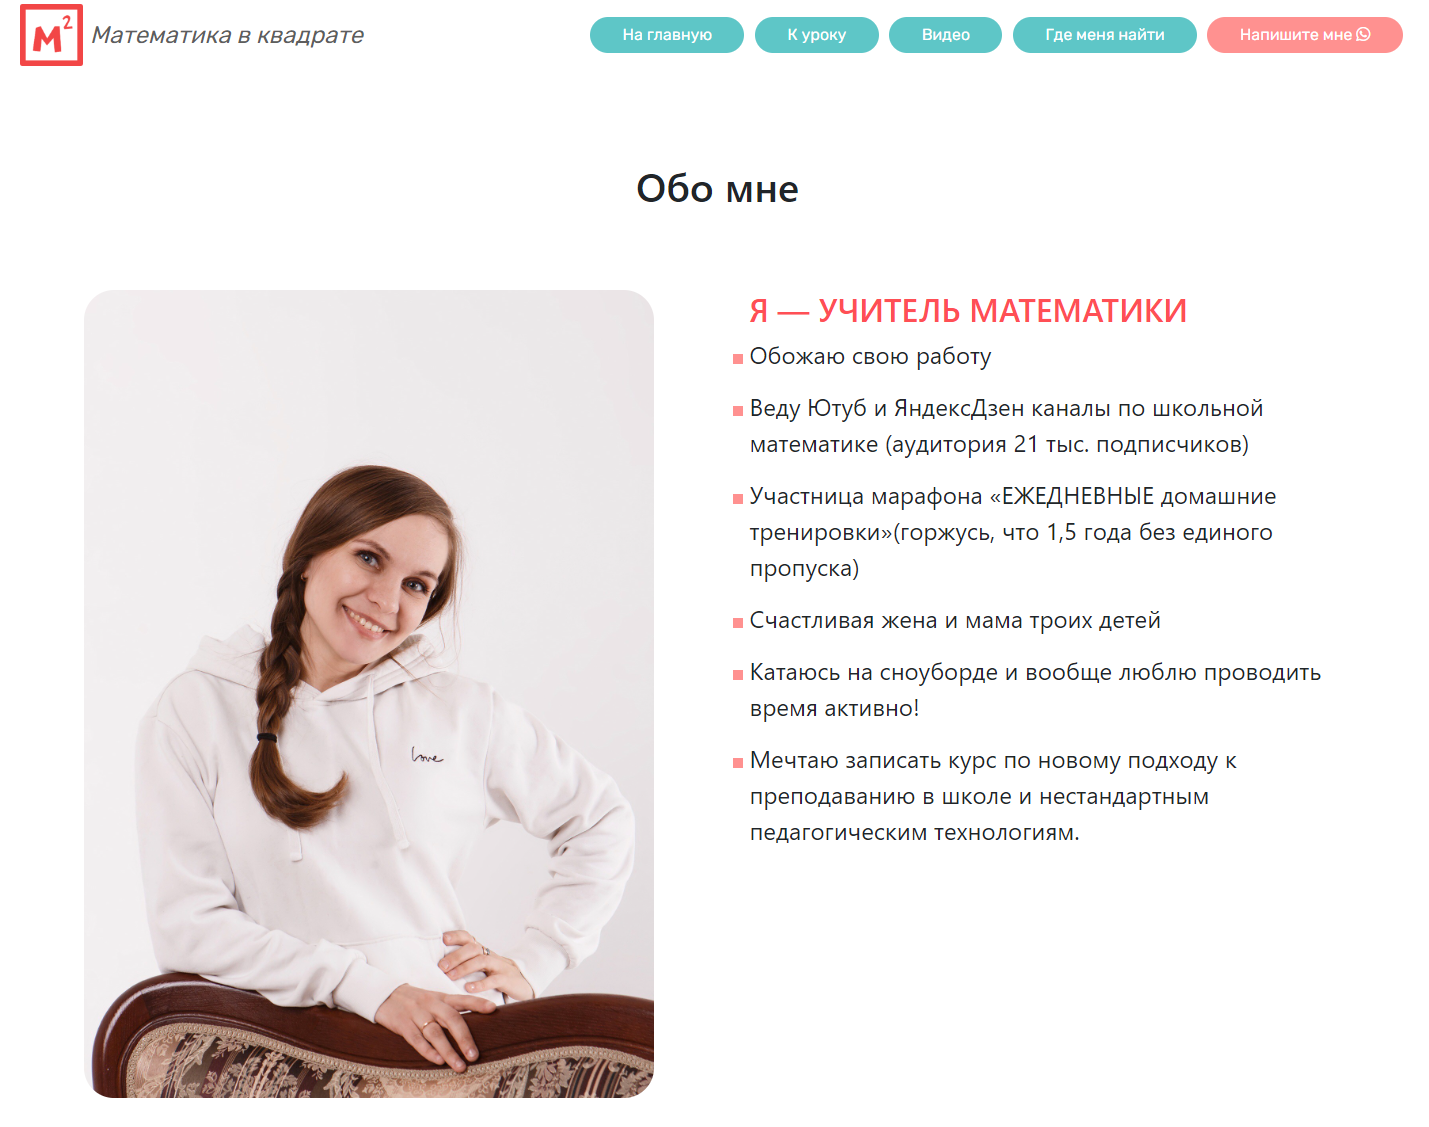 M²
Математика в квадрате
На главную
К уроку
Видео
Где меня найти
Напишите мне
Обо мне
Я — УЧИТЕЛЬ МАТЕМАТИКИ
Обожаю свою работу
Веду Ютуб и ЯндексДзен каналы по школьной
математике (аудитория 21 тыс. подписчиков)
Участница марафона «ЕЖЕДНЕВНЫЕ домашние
тренировки»(горжусь, что 1,5 года без единого
пропуска)
Счастливая жена и мама троих детей
Катаюсь на сноуборде и вообще люблю проводить
время активно!
Мечтаю записать курс по новому подходу к
преподаванию в школе и нестандартным
педагогическим технологиям.
love